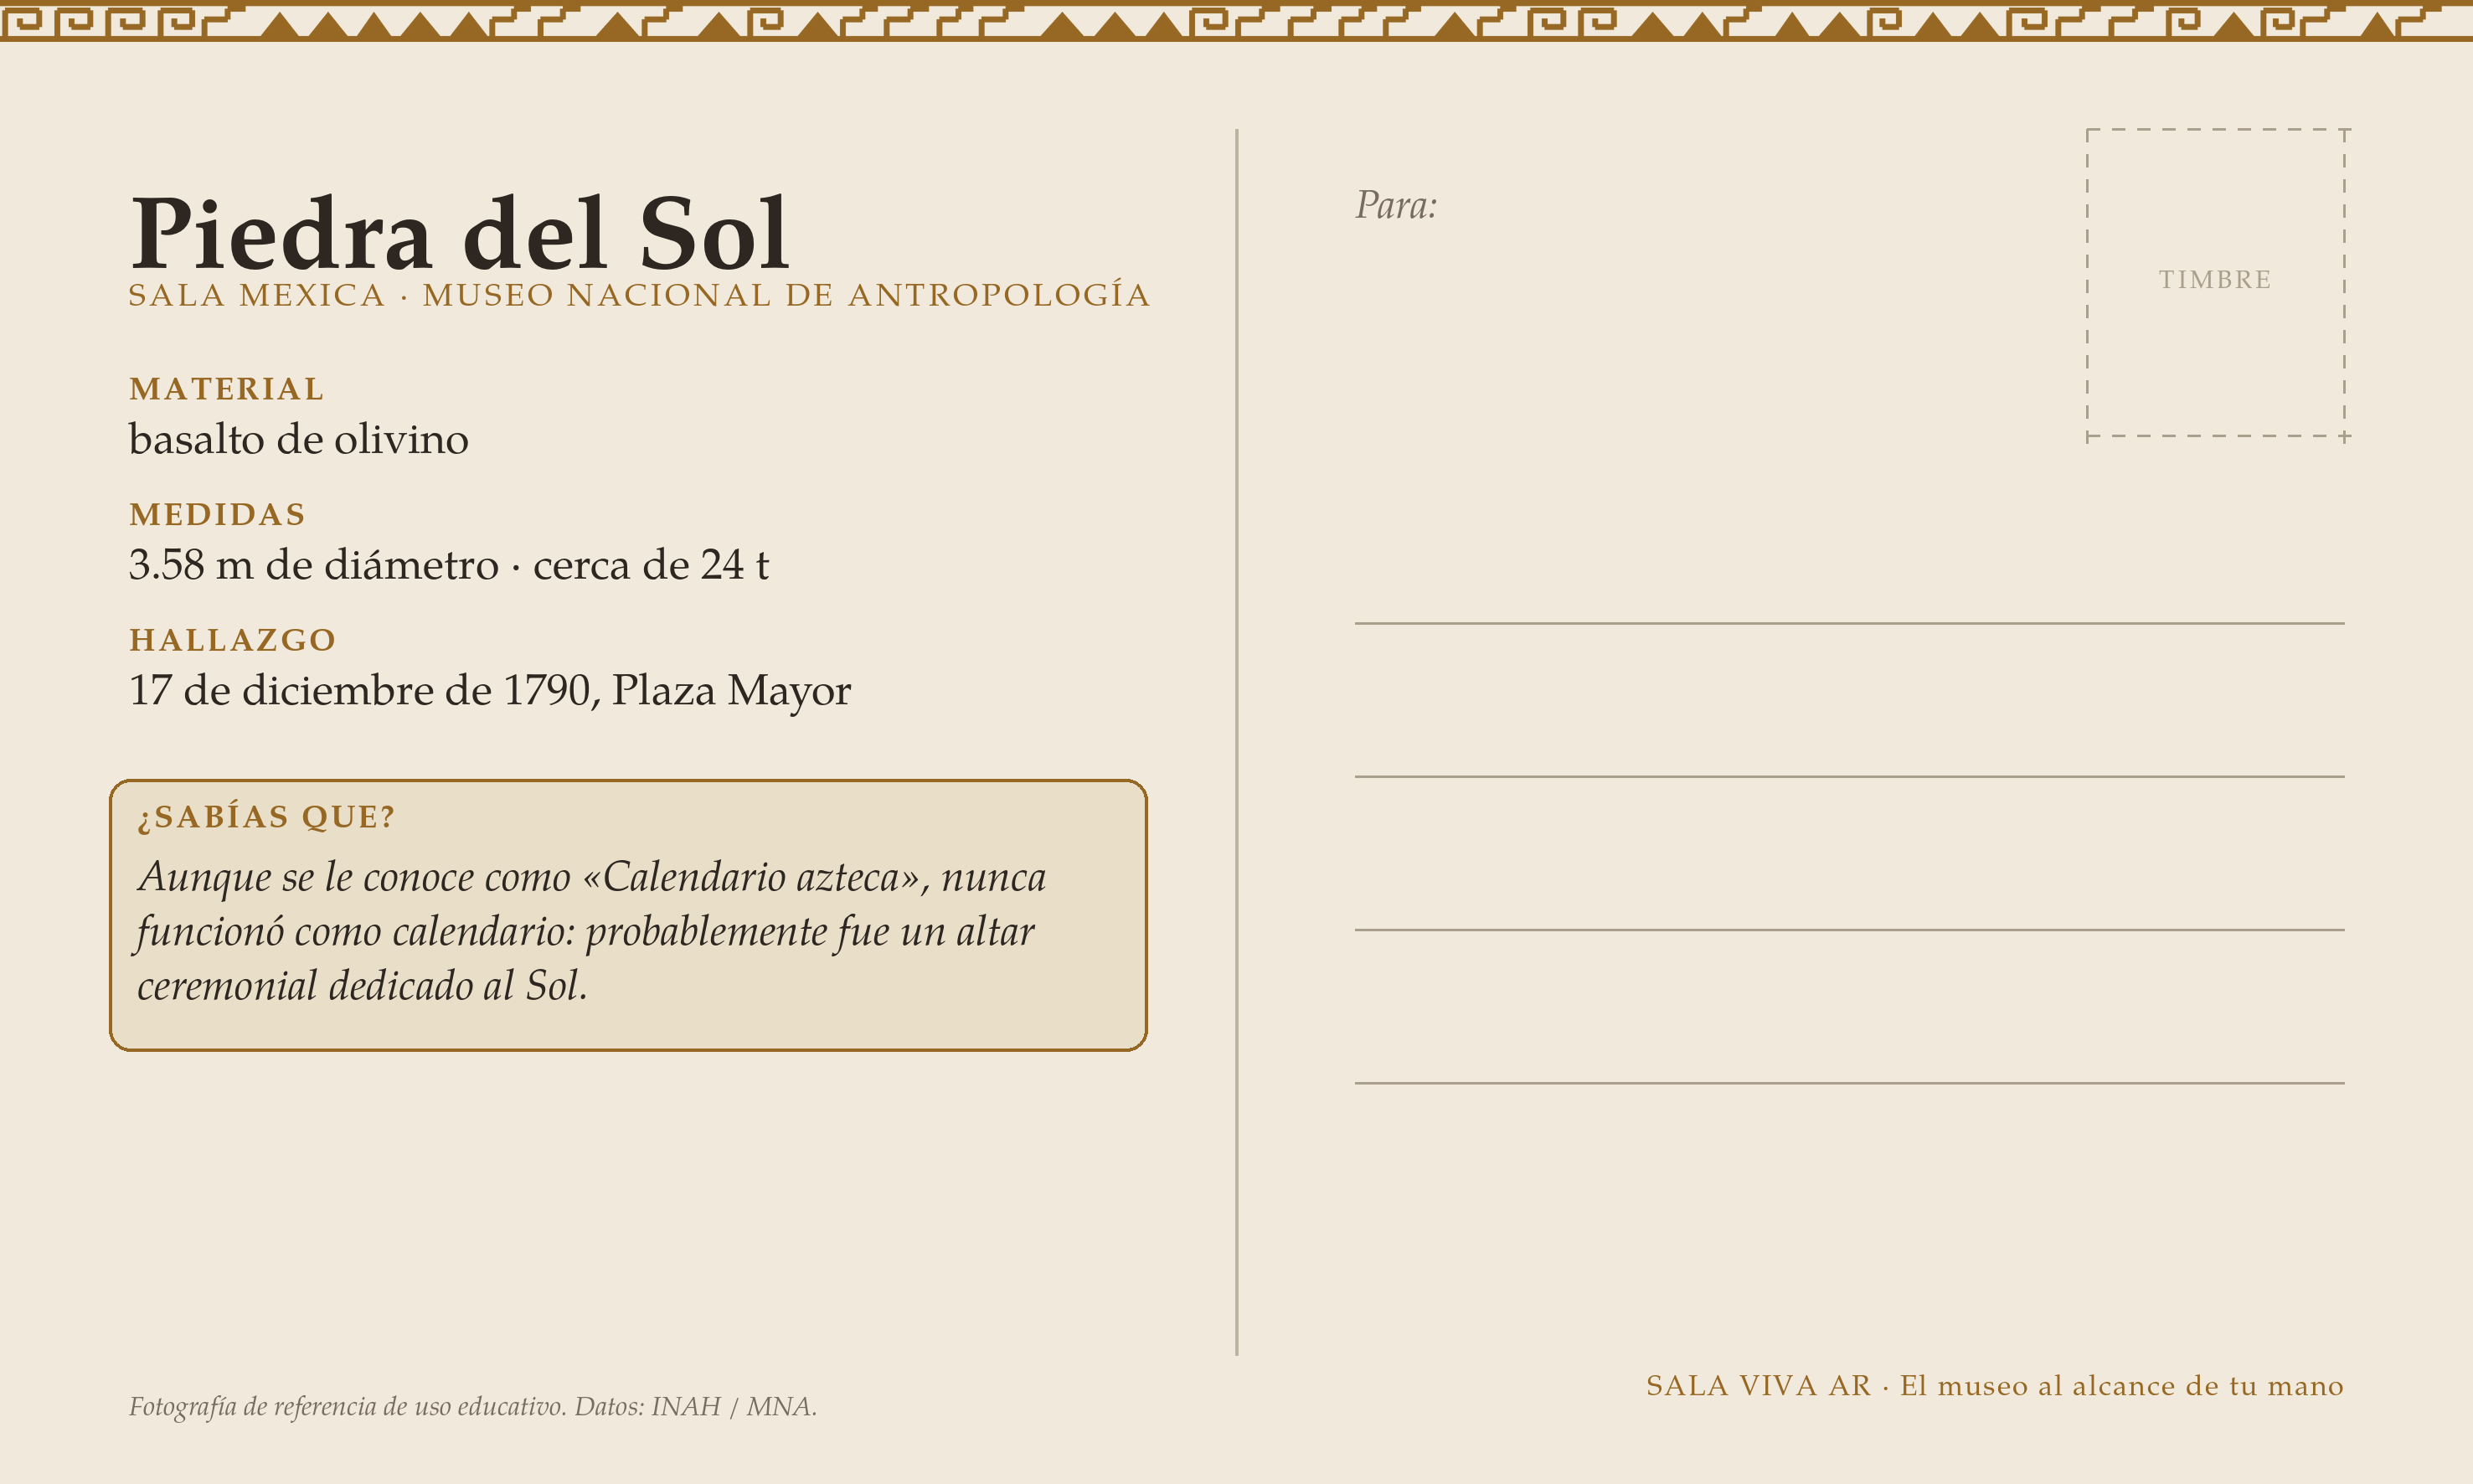 Piedra del Sol
SALA MEXICA · MUSEO NACIONAL DE ANTROPOLOGÍA
MATERIAL
basalto de olivino
MEDIDAS
3.58 m de diámetro · cerca de 24 t
HALLAZGO
17 de diciembre de 1790, Plaza Mayor
¿SABÍAS QUE?
Aunque se le conoce como «Calendario azteca», nunca
funcionó como calendario: probablemente fue un altar
ceremonial dedicado al Sol.
Fotografía de referencia de uso educativo. Datos: INAH / MNA.
Para:
TIMBRE
SALA VIVA AR · El museo al alcance de tu mano